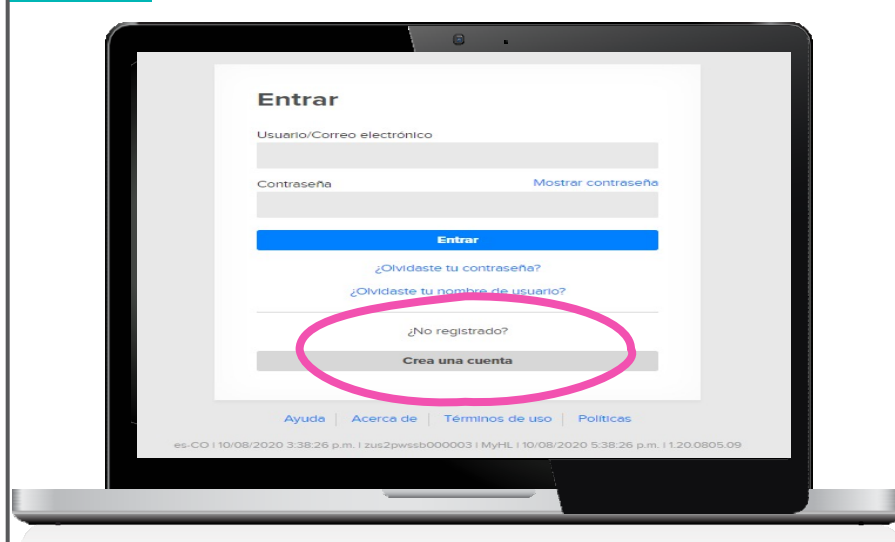 Entrar
Usuario/Correo electrónico
Contraseña Mostrar contraseña
Entrar
¿Olvidaste tu contraseña?
¿Olvidaste tu nombre de usuario?
¿No registrado?
Crea una cuenta
Ayuda | Acerca de | Términos de uso | Políticas
es-CO | 10/08/2020 3:38:26 p.m. | zus2pwssb000003 | MyHL | 10/08/2020 5:38:26 p.m. | 1.20.0805.09